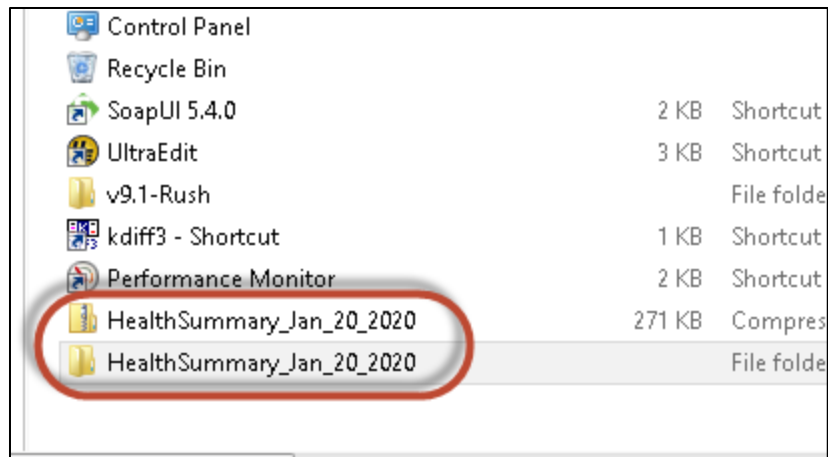 Control Panel
Recycle Bin
SoapUI 5.4.0 2 KB Shortcut
UltraEdit 3 KB Shortcut
v9.1-Rush File folde
kdiff3 - Shortcut 1 KB Shortcut
Performance Monitor 2 KB Shortcut
HealthSummary_Jan_20_2020 271 KB Compres
HealthSummary_Jan_20_2020 File folde